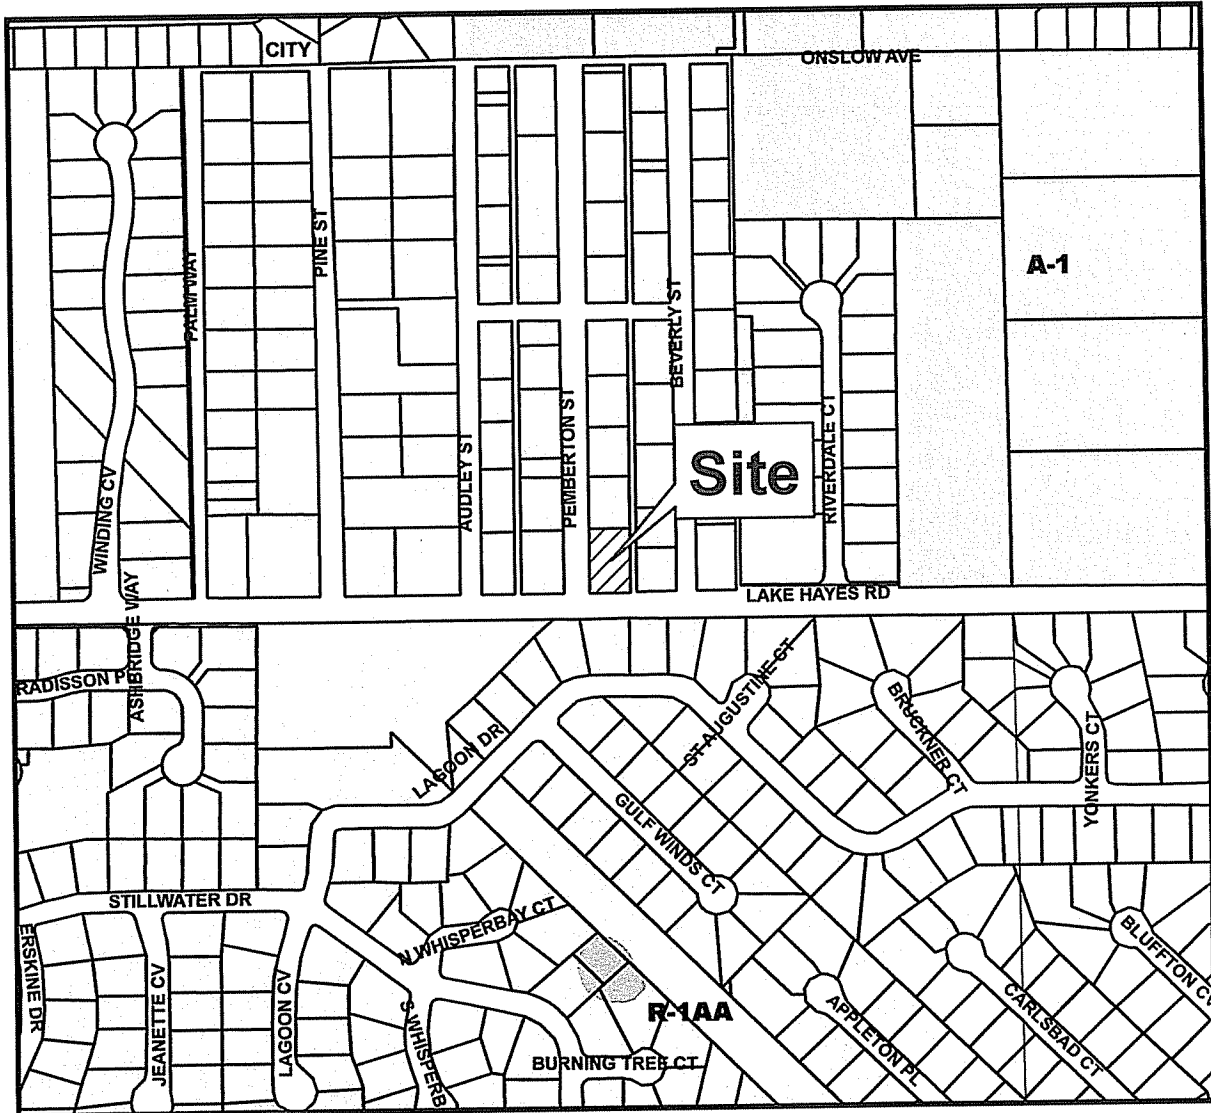 CITY
ONSLOW AVE
A-1
PALM WAY
PINE ST
BEVERLY ST
PEMBERTON ST
AUDLEY ST
RIVERDALE CT
Site
WINDING CV
LAKE HAYES RD
ASHBRIDGE WAY
RADISSON PL
ST AUGUSTINE CT
BRUCKNER CT
YONKERS CT
LAGOON DR
GULF WINDS CT
STILLWATER DR
N WHISPERBAY CT
BLUFFTON CV
ERSKINE DR
JEANETTE CV
LAGOON CV
S WHISPERB
R-1AA
APPLETON PL
CARLSBAD CT
BURNING TREE CT